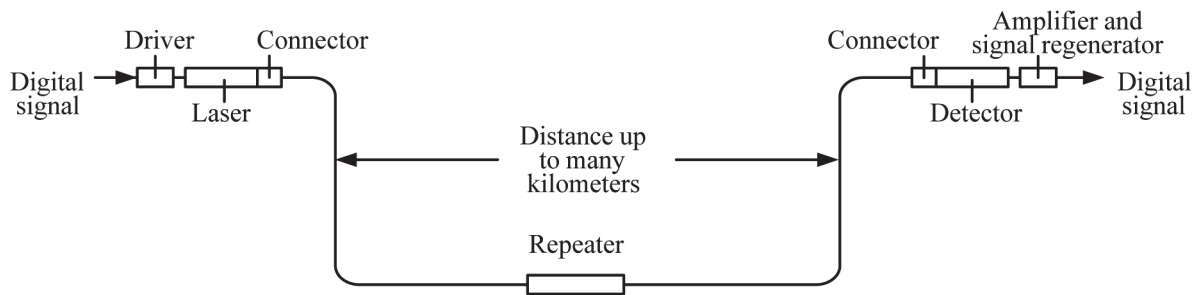 Driver
Connector
Digital
signal
Laser
Connector
Amplifier and
signal regenerator
Detector
Digital
signal
Distance up
to many
kilometers
Repeater